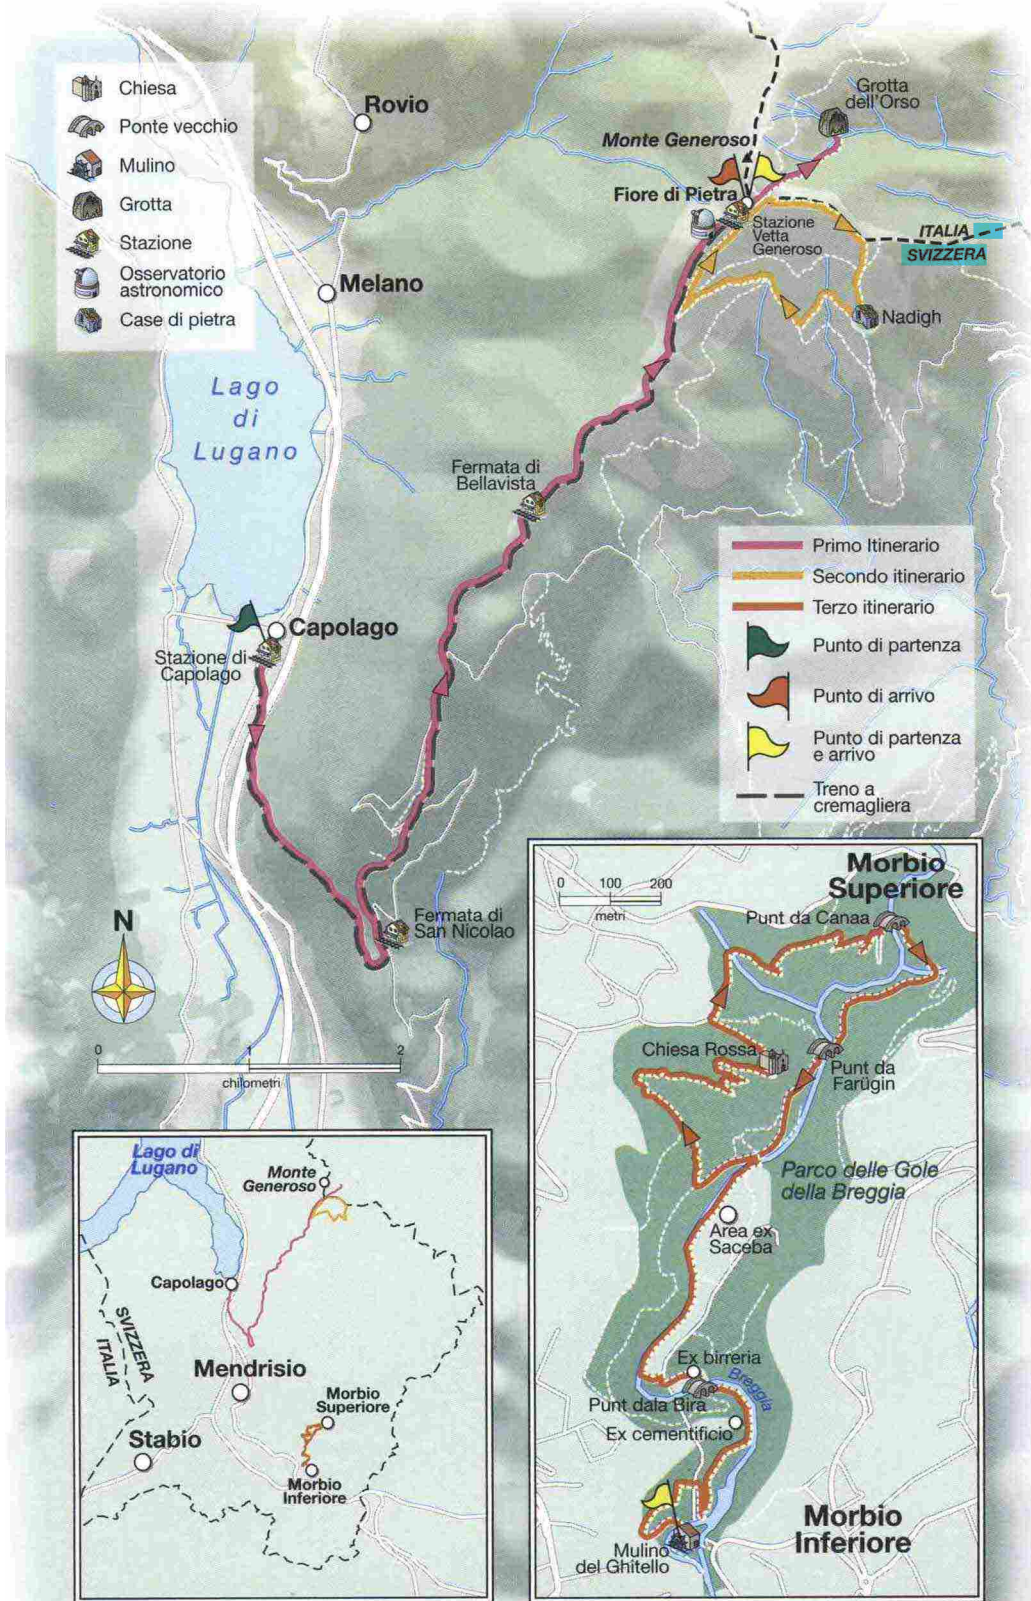 Chiesa
Ponte vecchio
Mulino
Grotta
Stazione
Osservatorio
astronomico
Case di pietra
Rovio
Melano
Lago
di
Lugano
Grotta
dell'Orso
Monte Generoso
Fiore di Pietra
Stazione
Vetta
Generoso
ITALIA
SVIZZERA
Nadigh
Fermata di
Bellavista
Capolago
Stazione di
Capolago
Fermata di
San Nicolao
Primo Itinerario
Secondo itinerario
Terzo itinerario
Punto di partenza
Punto di arrivo
Punto di partenza
e arrivo
Treno a
cremagliera
N
0 1 2
chilometri
Lago di
Lugano
Monte
Generoso
Capolago
SVIZZERA
ITALIA
Mendrisio
Morbio
Superiore
Stabio
Morbio
Inferiore
0 100 200
metri
Morbio
Superiore
Punt da Canaa
Chiesa Rossa
Punt da
Farügin
Parco delle Gole
della Breggia
Area ex
Saceba
Ex birreria
Breggia
Punt dala Bira
Ex cementificio
Mulino
del Ghitello
Morbio
Inferiore